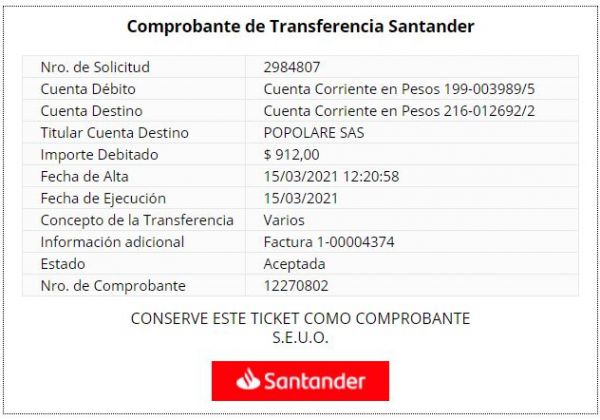 Comprobante de Transferencia Santander
Nro. de Solicitud 2984807
Cuenta Débito Cuenta Corriente en Pesos 199-003989/5
Cuenta Destino Cuenta Corriente en Pesos 216-012692/2
Titular Cuenta Destino POPOLARE SAS
Importe Debitado $ 912,00
Fecha de Alta 15/03/2021 12:20:58
Fecha de Ejecución 15/03/2021
Concepto de la Transferencia Varios
Información adicional Factura 1-00004374
Estado Aceptada
Nro. de Comprobante 12270802
CONSERVE ESTE TICKET COMO COMPROBANTE
S.E.U.O.
Santander